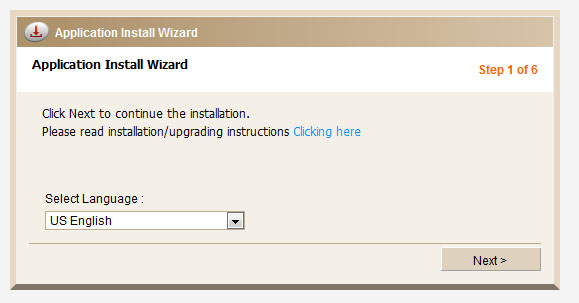 Application Install Wizard
Application Install Wizard
Step 1 of 6
Click Next to continue the installation.
Please read installation/upgrading instructions Clicking here
Select Language :
US English
Next >